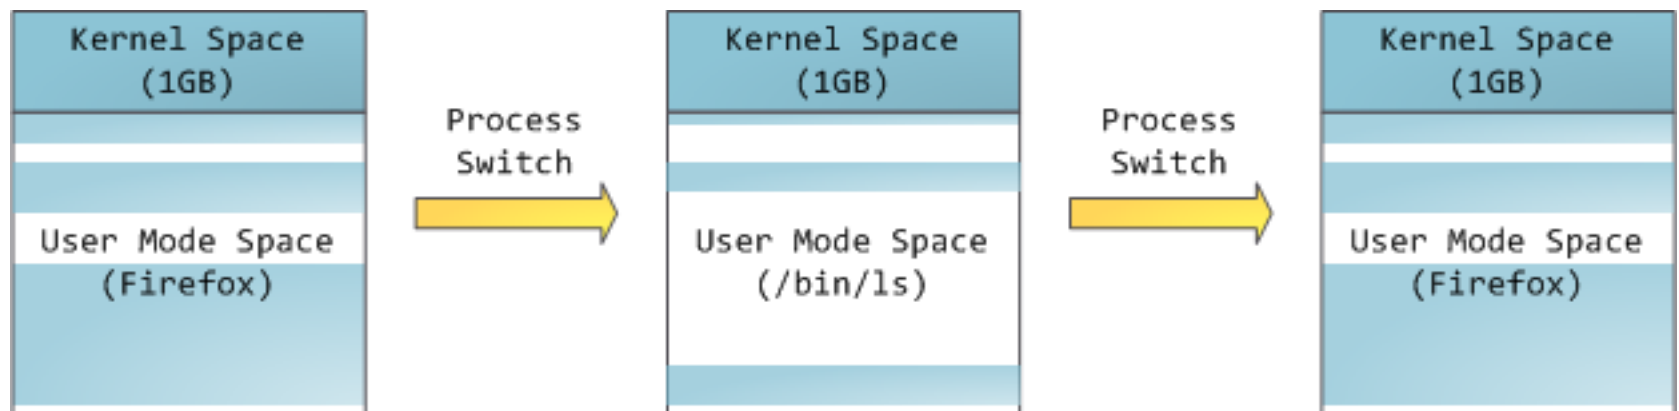 Kernel Space
(1GB)
User Mode Space
(Firefox)
Process
Switch
Kernel Space
(1GB)
User Mode Space
(/bin/ls)
Process
Switch
Kernel Space
(1GB)
User Mode Space
(Firefox)